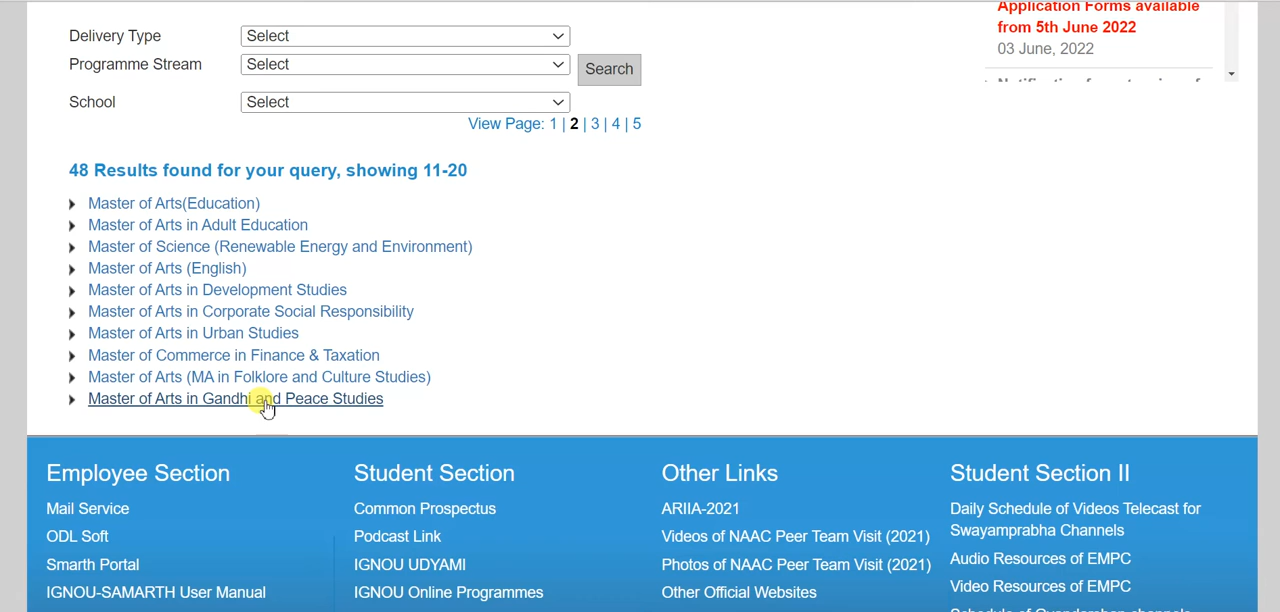 Application Forms available
from 5th June 2022
03 June, 2022
Delivery Type Select
Programme Stream Select Search
School Select
View Page: 1 | 2 | 3 | 4 | 5
48 Results found for your query, showing 11-20
Master of Arts(Education)
Master of Arts in Adult Education
Master of Science (Renewable Energy and Environment)
Master of Arts (English)
Master of Arts in Development Studies
Master of Arts in Corporate Social Responsibility
Master of Arts in Urban Studies
Master of Commerce in Finance & Taxation
Master of Arts (MA in Folklore and Culture Studies)
Master of Arts in Gandhi and Peace Studies
Employee Section
Mail Service
ODL Soft
Smarth Portal
IGNOU-SAMARTH User Manual
Student Section
Common Prospectus
Podcast Link
IGNOU UDYAMI
IGNOU Online Programmes
Other Links
ARIIA-2021
Videos of NAAC Peer Team Visit (2021)
Photos of NAAC Peer Team Visit (2021)
Other Official Websites
Student Section II
Daily Schedule of Videos Telecast for
Swayamprabha Channels
Audio Resources of EMPC
Video Resources of EMPC